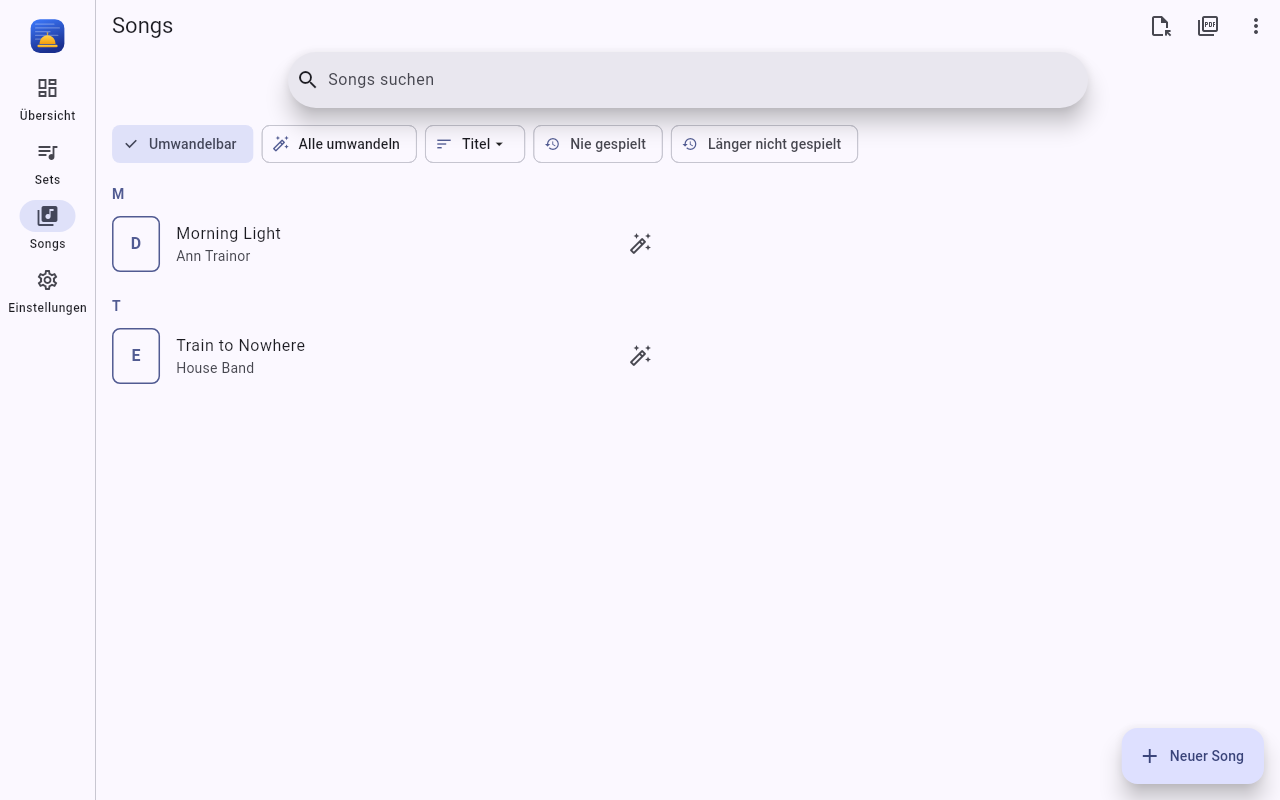 Songs
PDF
Songs suchen
Übersicht
Sets
Songs
Einstellungen
Umwandelbar
Alle umwandeln
Titel
Nie gespielt
Länger nicht gespielt
M
D
Morning Light
Ann Trainor
T
E
Train to Nowhere
House Band
Neuer Song